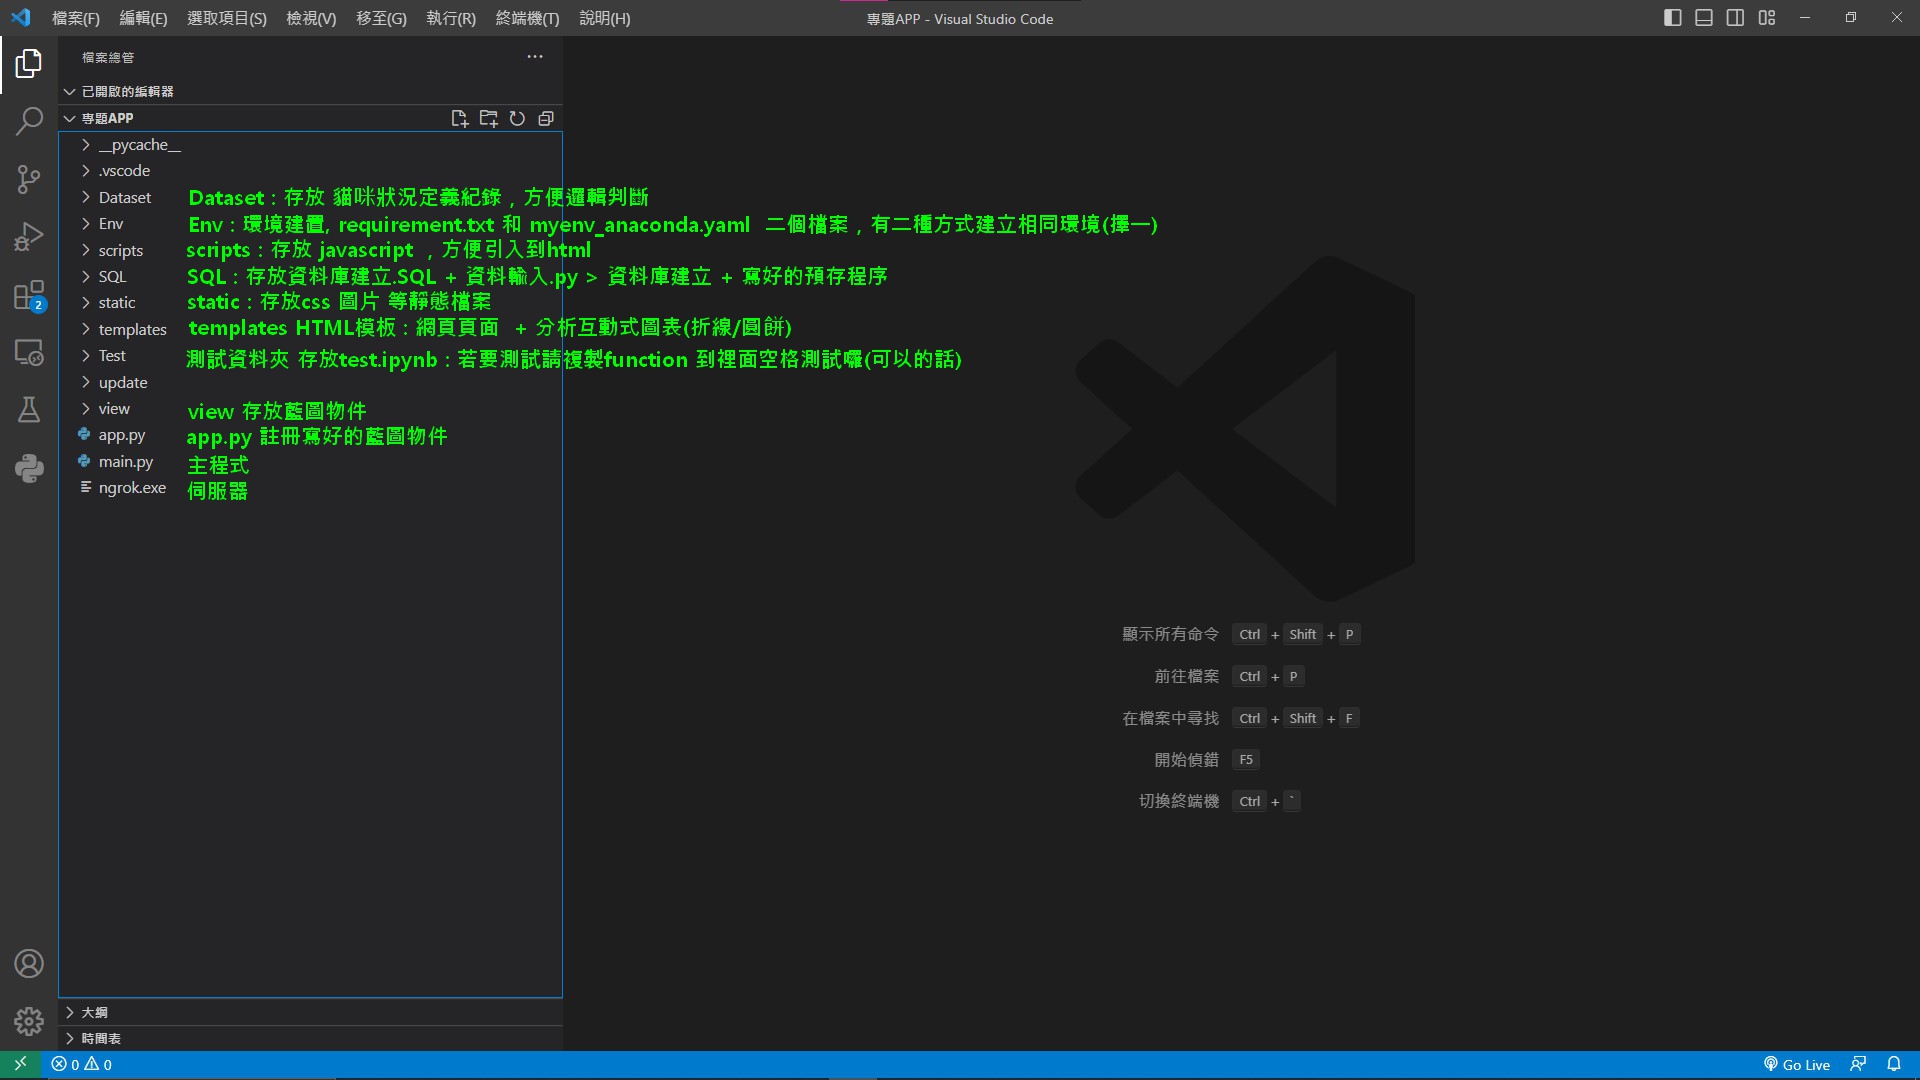 檔案(F) 編輯(E) 選取項目(S) 檢視(V) 移至(G) 執行(R) 終端機(T) 說明(H) 專題APP - Visual Studio Code
檔案總管
已開啟的編輯器
專題APP
__pycache__
.vscode
Dataset Dataset : 存放 貓咪狀況定義紀錄 , 方便邏輯判斷
Env Env : 環境建置, requirement.txt 和 myenv_anaconda.yaml 二個檔案 , 有二種方式建立相同環境(擇一)
scripts scripts : 存放 javascript , 方便引入到html
SQL SQL : 存放資料庫建立.SQL + 資料輸入.py > 資料庫建立 + 寫好的預存程序
static static : 存放css 圖片 等靜態檔案
templates templates HTML模板 : 網頁頁面 + 分析互動式圖表(折線/圓餅)
Test 測試資料夾 存放test.ipynb : 若要測試請複製function 到裡面空格測試囉(可以的話)
update
view view 存放藍圖物件
app.py app.py 註冊寫好的藍圖物件
main.py 主程式
ngrok.exe 伺服器
2
顯示所有命令 Ctrl + Shift + P
前往檔案 Ctrl + P
在檔案中尋找 Ctrl + Shift + F
開始偵錯 F5
切換終端機 Ctrl + `
大綱
時間表
0 0 Go Live